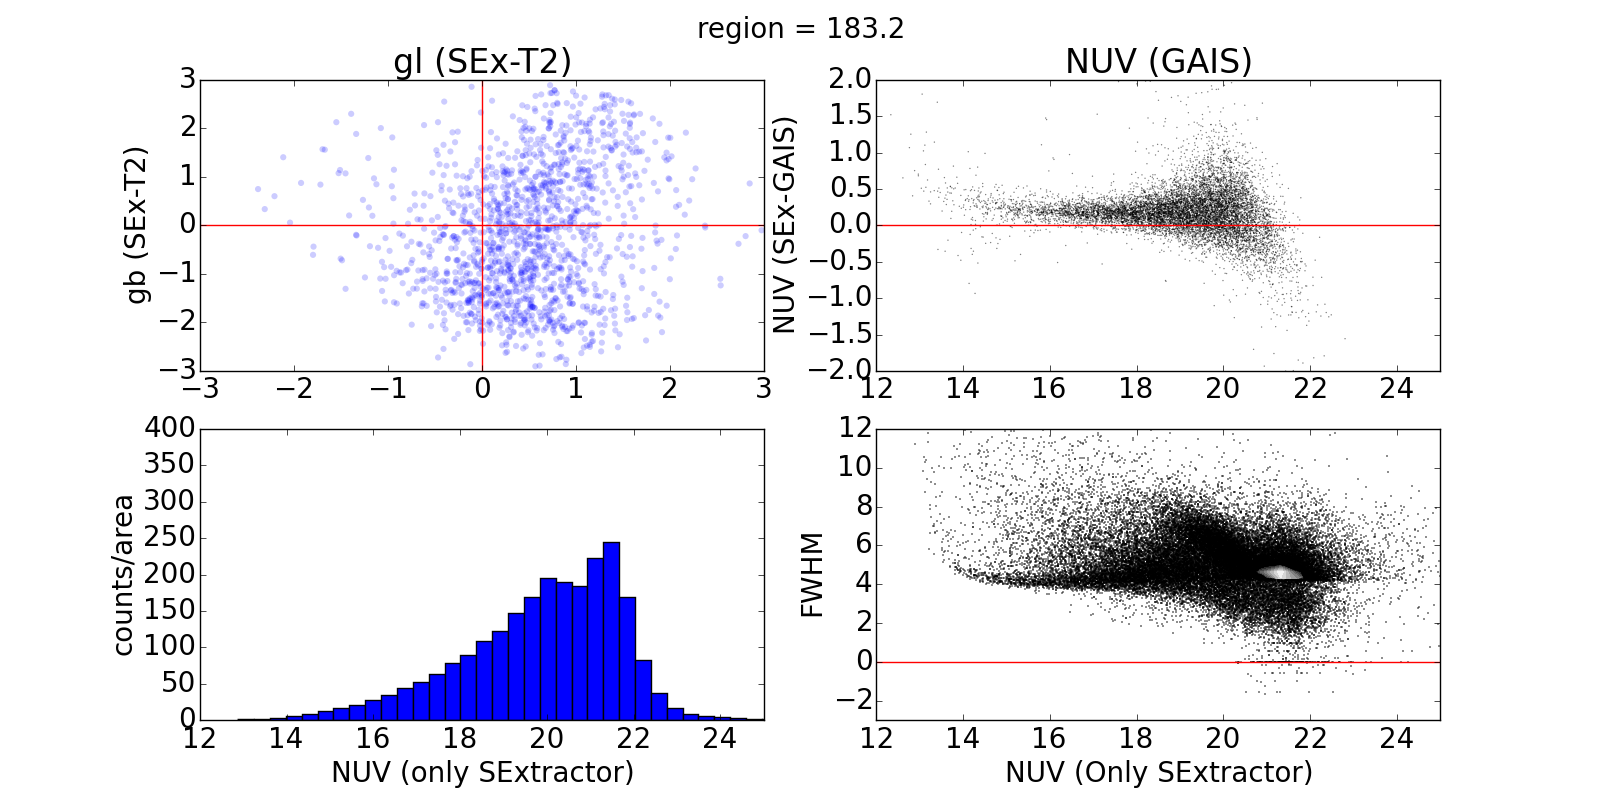 region = 183.2
gl (SEx-T2)
NUV (GAIS)
gb (SEx-T2)
3
2
1
0
−1
−2
−3
−3 −2 −1 0 1 2 3
NUV (SEx-GAIS)
2.0
1.5
1.0
0.5
0.0
−0.5
−1.0
−1.5
−2.0
12 14 16 18 20 22 24
counts/area
400
350
300
250
200
150
100
50
0
12 14 16 18 20 22 24
NUV (only SExtractor)
FWHM
12
10
8
6
4
2
0
−2
12 14 16 18 20 22 24
NUV (Only SExtractor)